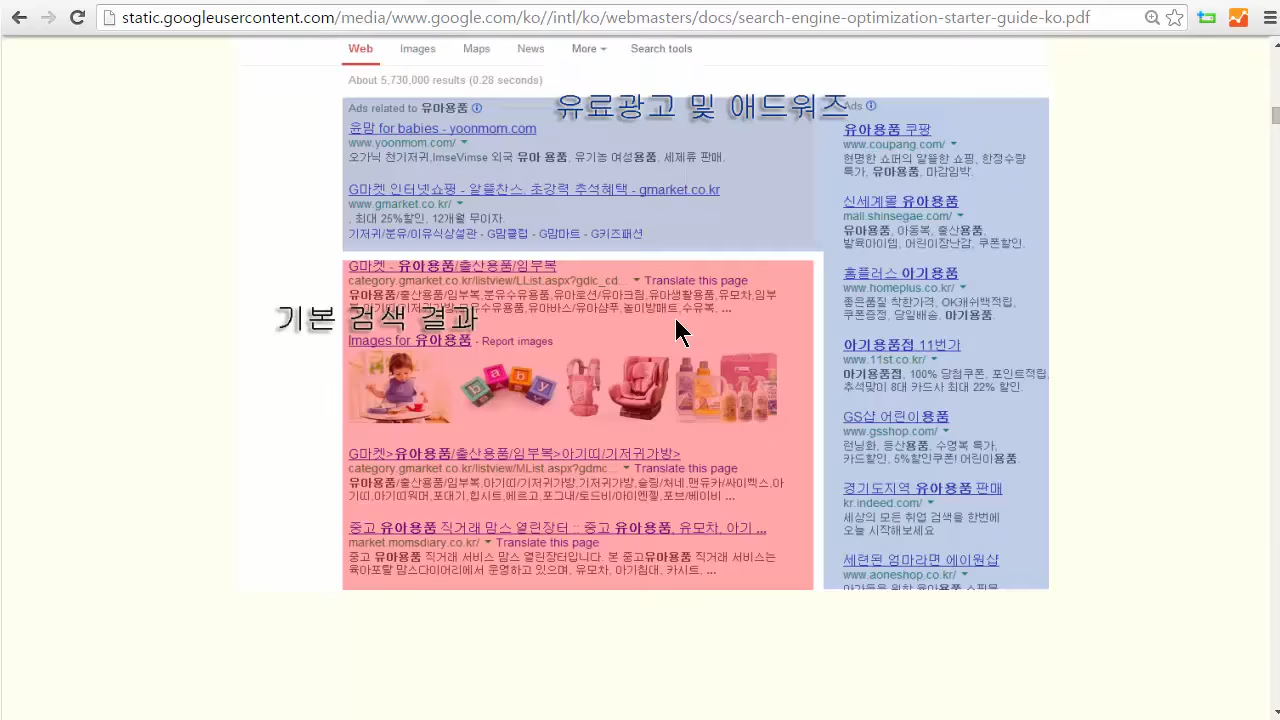 static.googleusercontent.com/media/www.google.com/ko//intl/ko/webmasters/docs/search-engine-optimization-starter-guide-ko.pdf
Web Images Maps News More Search tools
About 5,730,000 results (0.28 seconds)
유료광고 및 애드워즈
Ads related to 유아용품
윤맘 for babies - yoonmom.com
www.yoonmom.com/
오가닉 천기저귀,ImseVimse 외국 유아 용품, 유기농 여성용품, 세제류 판매.
G마켓 인터넷쇼핑 - 알뜰찬스, 초강력 추석혜택 - gmarket.co.kr
www.gmarket.co.kr/
, 최대 25%할인, 12개월 무이자.
기저귀/분유/이유식상설관 - G맘클럽 - G맘마트 - G키즈패션
G마켓 - 유아용품/출산용품/임부복
category.gmarket.co.kr/listview/LList.aspx?gdlc_cd... Translate this page
유아용품/출산용품/임부복,분유수유용품,유아로션/유아크림,유아생활용품,유모차,임부
유수유용품,유아바스/유아샴푸,놀이방매트,수유복, ...
기본 검색 결과
Images for 유아용품 - Report images
baby
G마켓>유아용품/출산용품/임부복>아기띠/기저귀가방>
category.gmarket.co.kr/listview/MList.aspx?gdmc... Translate this page
유아용품/출산용품/임부복,아기띠/기저귀가방,기저귀가방,슬링/처네,맨듀카/싸이벡스,아
기띠,아기띠워머,포대기,힙시트,베르고,포그내/토드비/아이엔젤,포브/베이비 ...
중고 유아용품 직거래 맘스 열린장터 :: 중고 유아용품, 유모차, 아기 ...
market.momsdiary.co.kr/ Translate this page
중고 유아용품 직거래 서비스 맘스 열린장터입니다. 본 중고유아용품 직거래 서비스는
육아포탈 맘스다이어리에서 운영하고 있으며, 유모차, 아기침대, 카시트, ...
Ads
유아용품 쿠팡
www.coupang.com/
현명한 쇼퍼의 알뜰한 쇼핑, 한정수량
특가, 유아용품, 마감임박.
신세계몰 유아용품
mall.shinsegae.com/
유아용품, 아동복, 출산용품,
발육아이템, 어린이장난감, 쿠폰할인.
홈플러스 아기용품
www.homeplus.co.kr/
좋은품질 착한가격, OK캐쉬백적립,
쿠폰증정, 당일배송, 아기용품.
아기용품점 11번가
www.11st.co.kr/
아기용품점, 100% 당첨쿠폰, 포인트적립,
추석맞이 8대 카드사 최대 22% 할인.
GS샵 어린이용품
www.gsshop.com/
런닝화, 등산용품, 수영복 특가,
카드할인, 5%할인쿠폰! 어린이용품.
경기도지역 유아용품 판매
kr.indeed.com/
세상의 모든 취업 검색을 한번에
오늘 시작해보세요
세련된 엄마라면 에이원샵
www.aoneshop.co.kr/